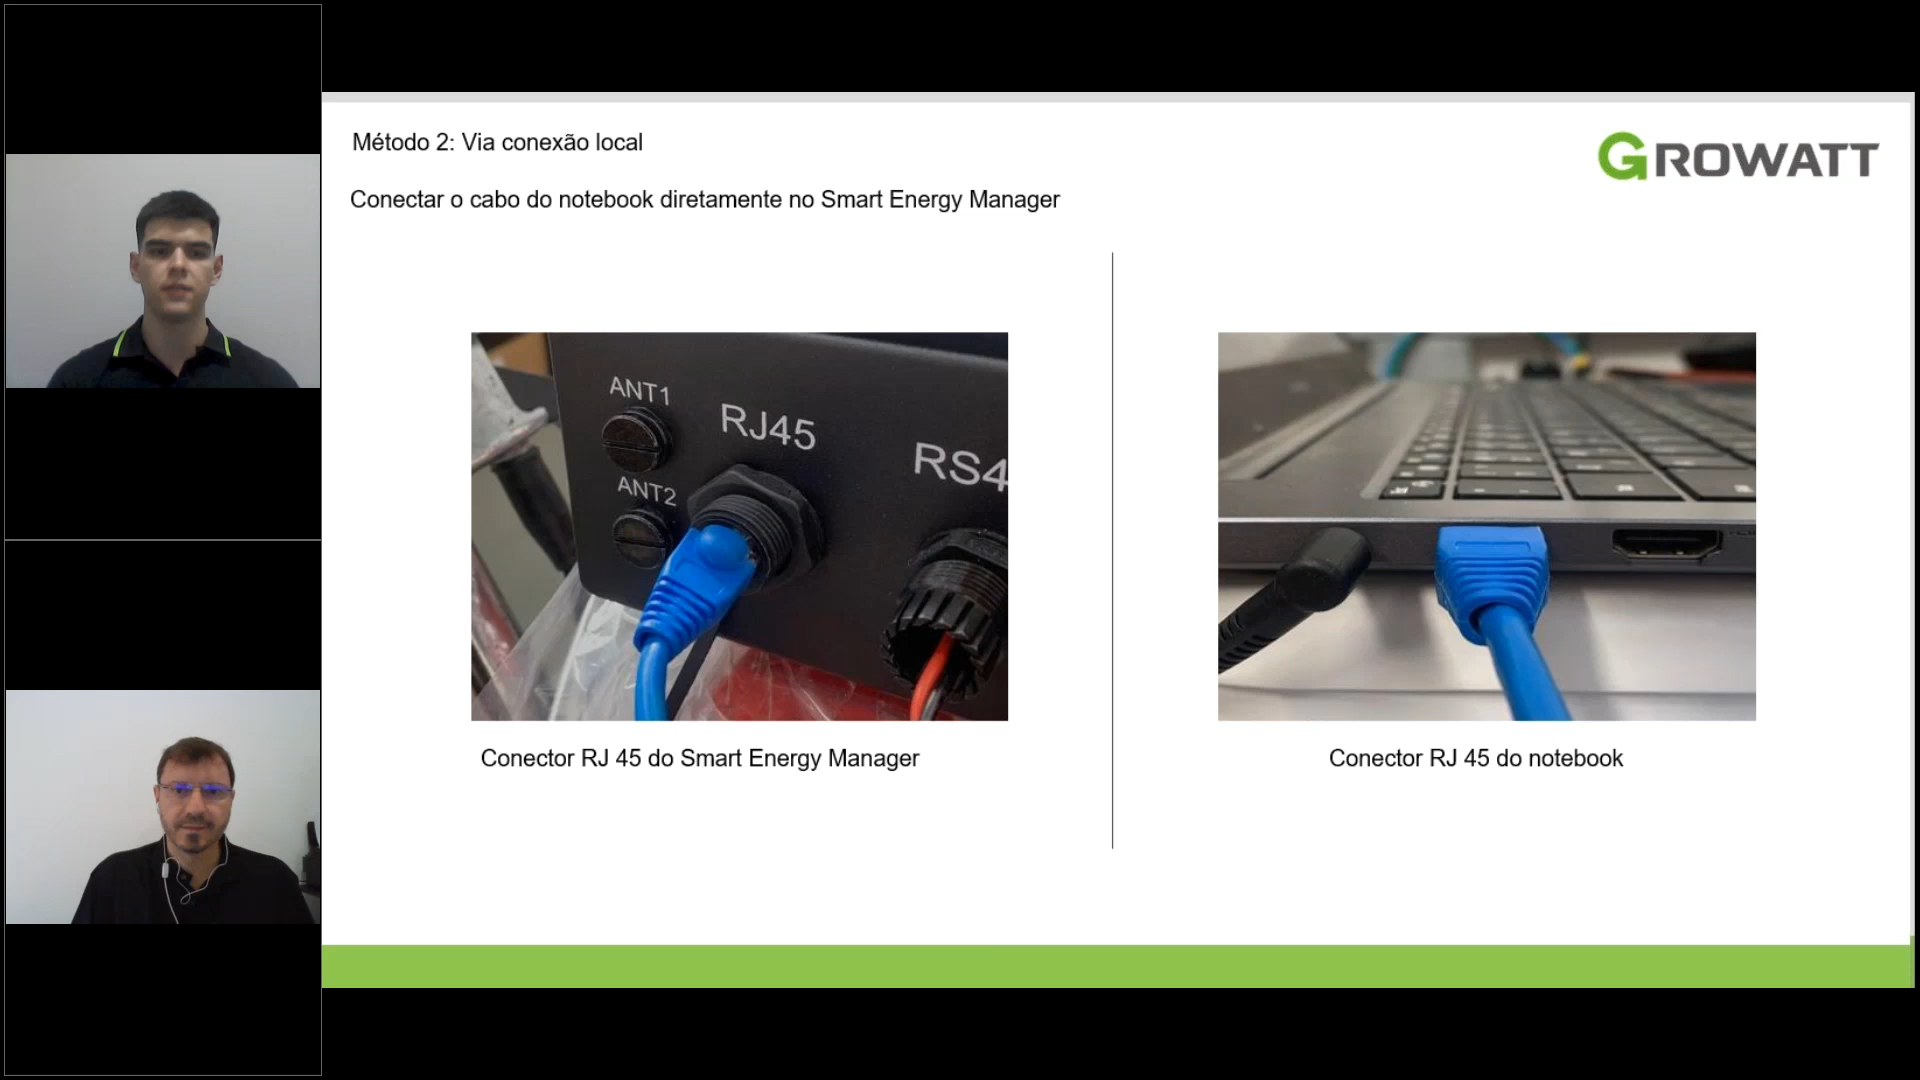 Método 2: Via conexão local
GROWATT
Conectar o cabo do notebook diretamente no Smart Energy Manager
ANT1
RJ45
RS4
ANT2
Conector RJ 45 do Smart Energy Manager
Conector RJ 45 do notebook